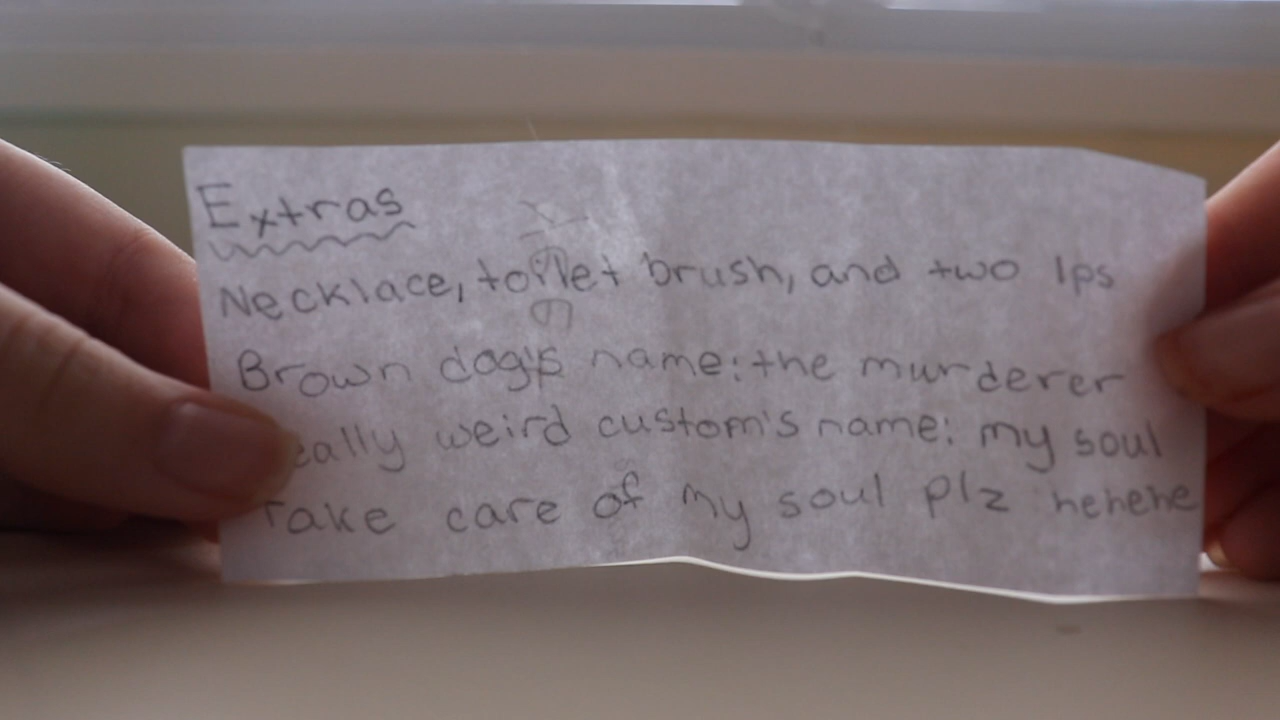 Extras
Necklace, toilet brush, and two lps
Brown dog's name: the murderer
eally weird custom's name: my soul
Take care of my soul plz hehehe